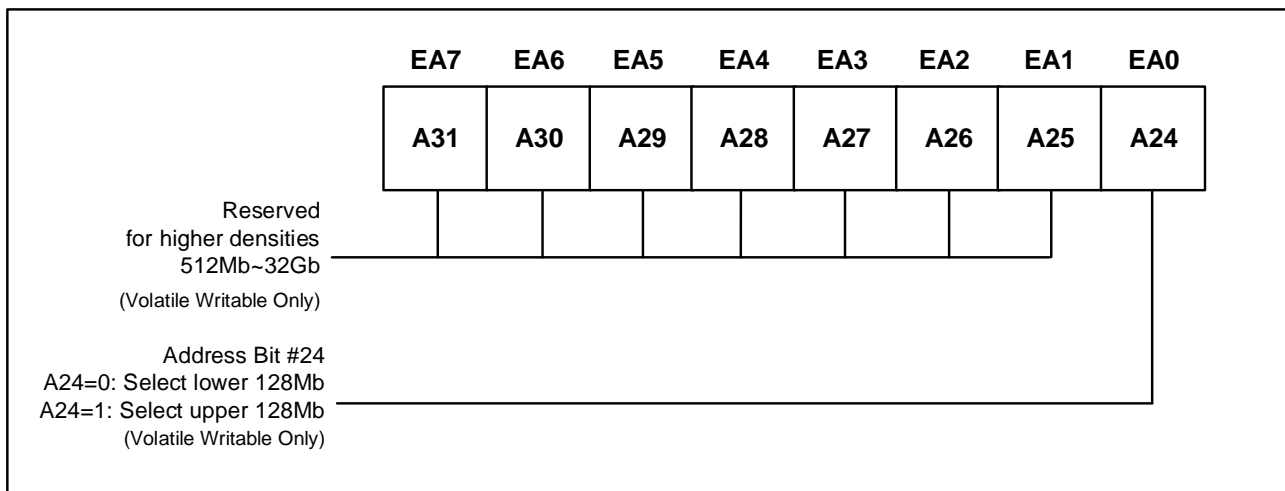 EA7 EA6 EA5 EA4 EA3 EA2 EA1 EA0
A31 A30 A29 A28 A27 A26 A25 A24
Reserved
for higher densities
512Mb~32Gb
(Volatile Writable Only)
Address Bit #24
A24=0: Select lower 128Mb
A24=1: Select upper 128Mb
(Volatile Writable Only)